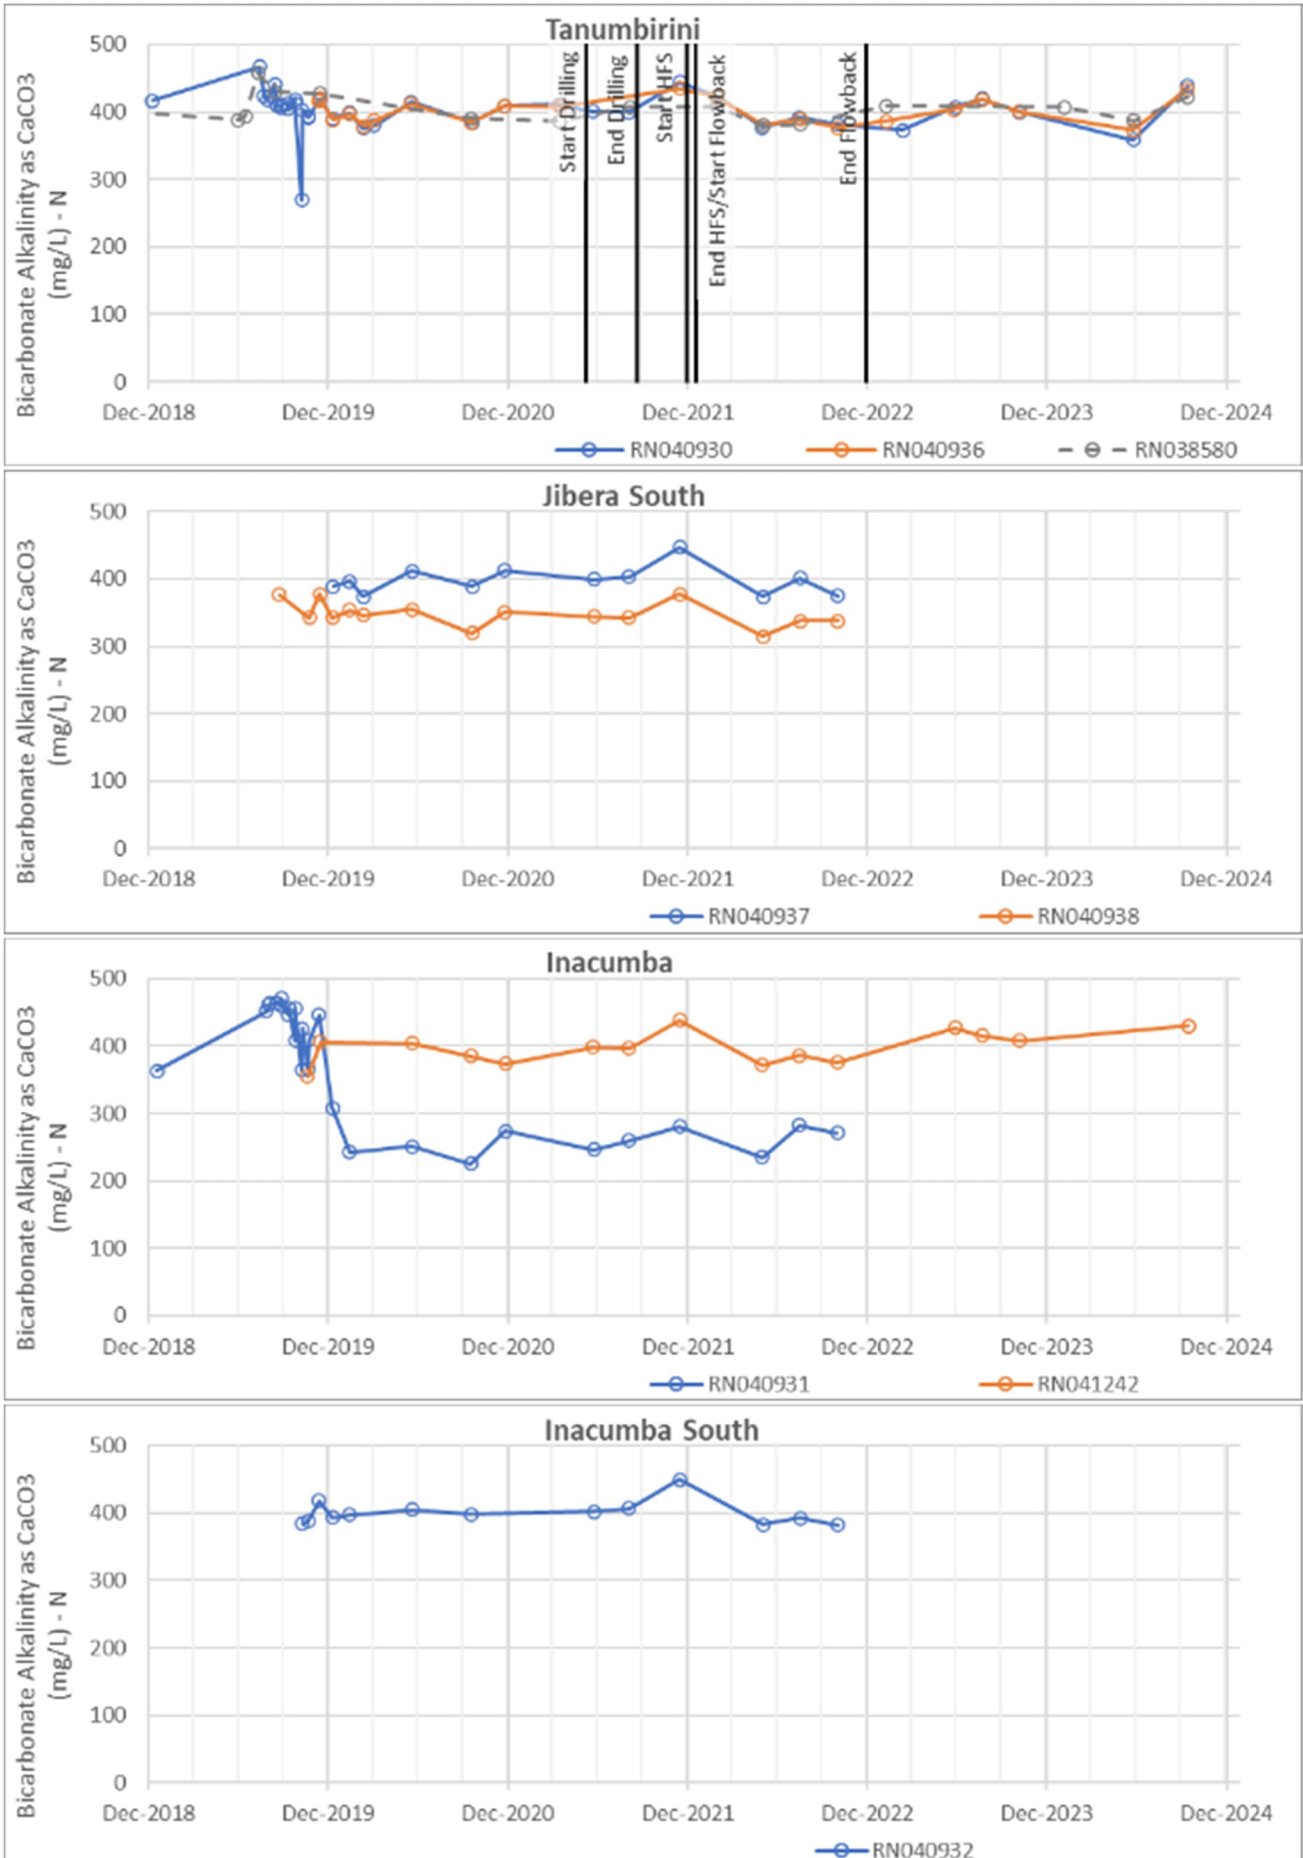 Tanumbirini
Bicarbonate Alkalinity as CaCO3
(mg/L) - N
500
400
300
200
100
0
Start Drilling
End Drilling
Start HFS
End HFS/Start Flowback
End Flowback
Dec-2018 Dec-2019 Dec-2020 Dec-2021 Dec-2022 Dec-2023 Dec-2024
RN040930 RN040936 RN038580
Jibera South
Bicarbonate Alkalinity as CaCO3
(mg/L) - N
500
400
300
200
100
0
Dec-2018 Dec-2019 Dec-2020 Dec-2021 Dec-2022 Dec-2023 Dec-2024
RN040937 RN040938
Inacumba
Bicarbonate Alkalinity as CaCO3
(mg/L) - N
500
400
300
200
100
0
Dec-2018 Dec-2019 Dec-2020 Dec-2021 Dec-2022 Dec-2023 Dec-2024
RN040931 RN041242
Inacumba South
Bicarbonate Alkalinity as CaCO3
(mg/L) - N
500
400
300
200
100
0
Dec-2018 Dec-2019 Dec-2020 Dec-2021 Dec-2022 Dec-2023 Dec-2024
RN040932